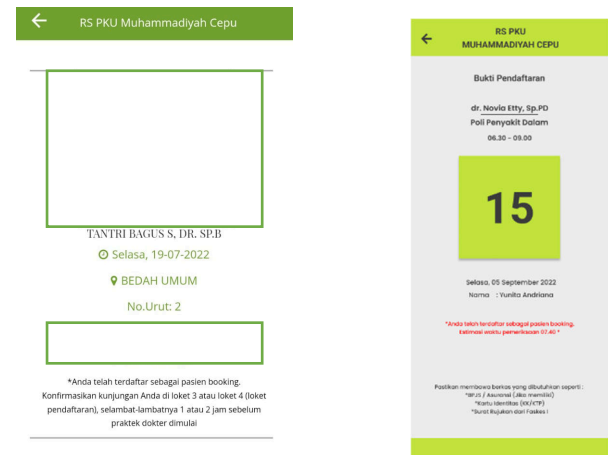 RS PKU Muhammadiyah Cepu
TANTRI BAGUS S, DR. SP.B
Selasa, 19-07-2022
BEDAH UMUM
No.Urut: 2
*Anda telah terdaftar sebagai pasien booking.
Konfirmasikan kunjungan Anda di loket 3 atau loket 4 (loket
pendaftaran), selambat-lambatnya 1 atau 2 jam sebelum
praktek dokter dimulai
RS PKU
MUHAMMADIYAH CEPU
Bukti Pendaftaran
dr. Novia Etty, Sp.PD
Poli Penyakit Dalam
06.30 - 09.00
15
Selasa, 05 September 2022
Nama : Yunita Andriana
*Anda telah terdaftar sebagai pasien booking.
Estimasi waktu pemeriksaan 07.40 *
Pastikan membawa berkas yang dibutuhkan seperti :
*BPJS / Asuransi (Jika memiliki)
*Kartu Identitas (KK/KTP)
*Surat Rujukan dari Faskes I